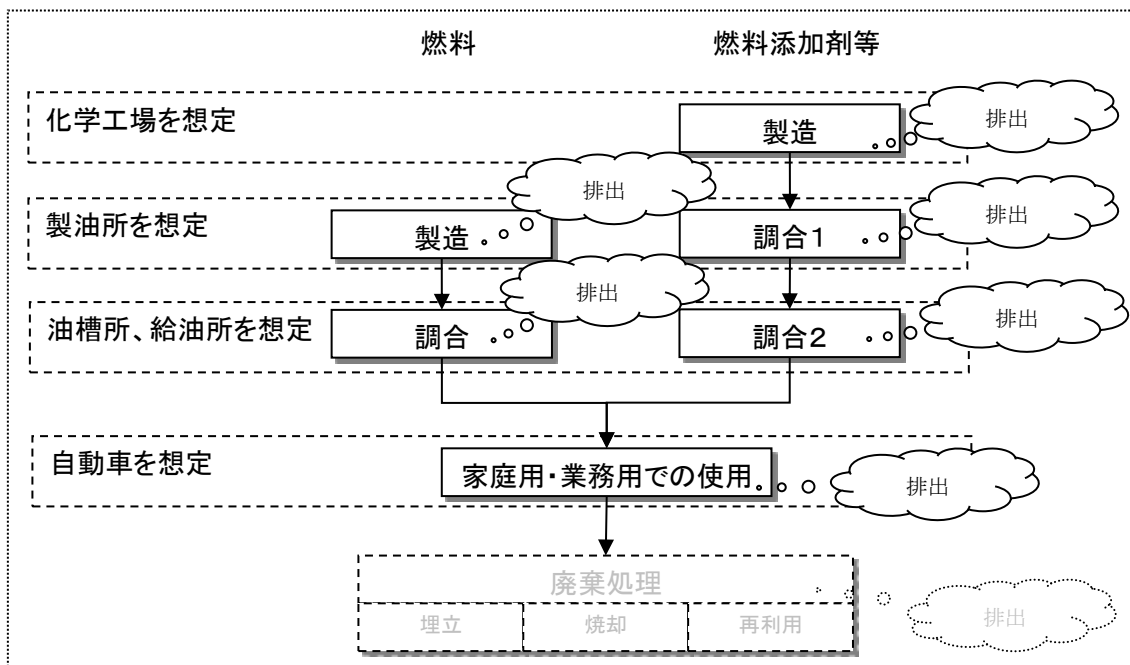 燃料
燃料添加剤等
化学工場を想定
製造
排出
排出
製油所を想定
製造
調合1
排出
排出
油槽所、給油所を想定
調合
調合2
排出
自動車を想定
家庭用・業務用での使用
排出
廃棄処理
埋立
焼却
再利用
排出